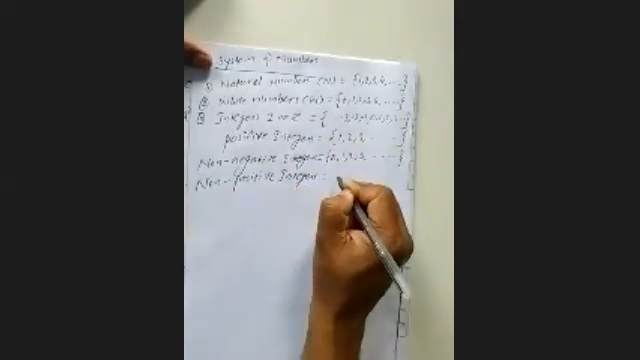 System of Numbers
① Natural Numbers (N) = {1,2,3,4, ....}
② Whole numbers (W) = {0,1,2,3,4, ....}
③ Integers I or Z = { .. -3,-2,-1,0,1,2,3, ..}
positive Integers = {1, 2, 3, ....}
Non-negative Integers = {0,1,2,3, .....}
Non-positive Integers :